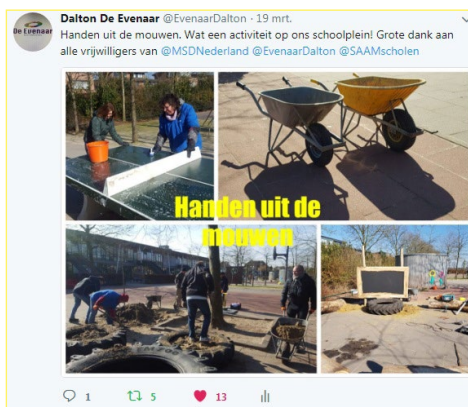 De Evenaar
Dalton De Evenaar @EvenaarDalton · 19 mrt.
Handen uit de mouwen. Wat een activiteit op ons schoolplein! Grote dank aan
alle vrijwilligers van @MSDNederland @EvenaarDalton @SAAMscholen
Handen uit de
mouwen
1 5 13